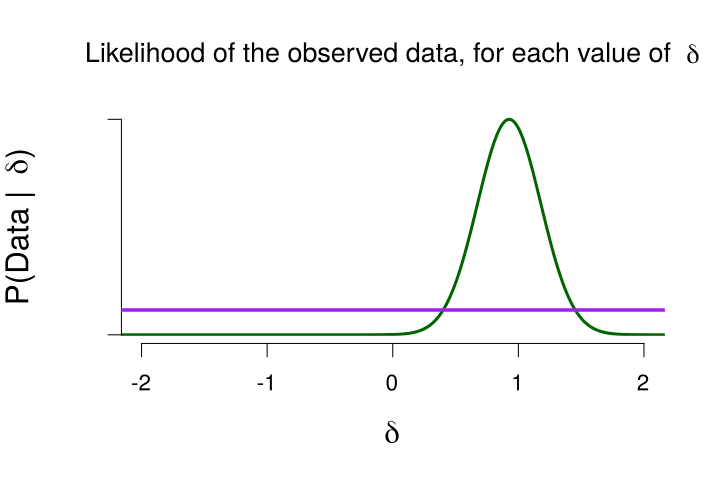 Likelihood of the observed data, for each value of δ
P(Data | δ)
-2 -1 0 1 2
δ